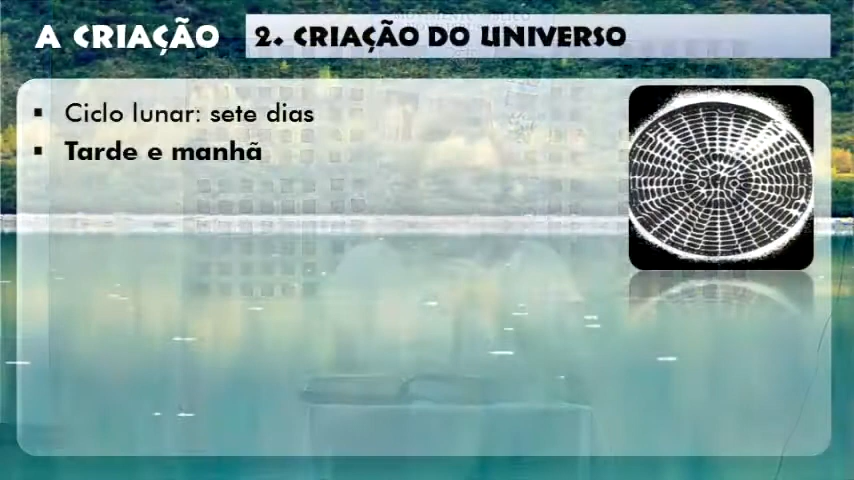 A CRIAÇÃO
2. CRIAÇÃO DO UNIVERSO
▪ Ciclo lunar: sete dias
▪ Tarde e manhã